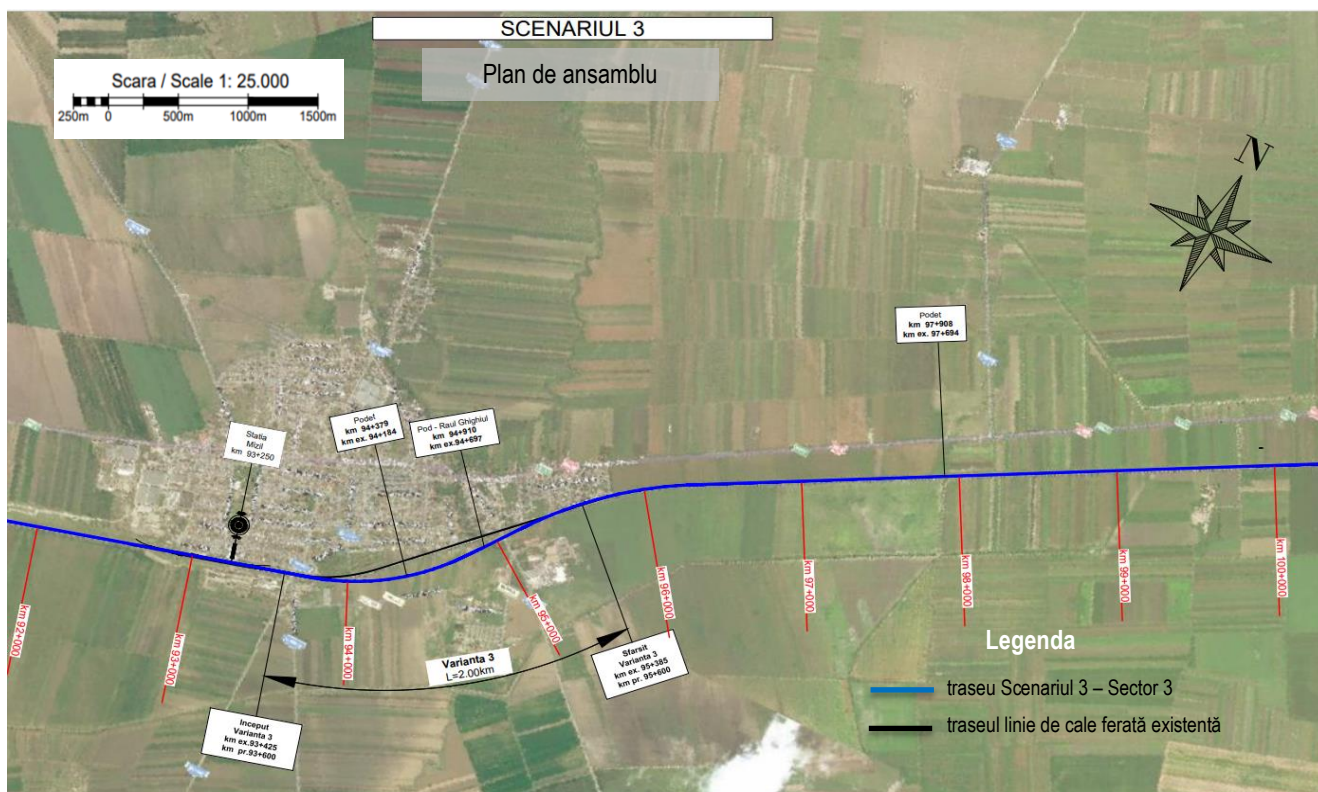 SCENARIUL 3
Plan de ansamblu
Scara / Scale 1: 25.000
250m 0 500m 1000m 1500m
N
Podet
km 97+908
km ex. 97+694
Statia
Mizil
km 93+250
Podet
km 94+379
km ex. 94+184
Pod - Raul Ghighiul
km 94+910
km ex.94+697
km 92+000
km 93+000
km 94+000
km 95+000
km 96+000
km 97+000
km 98+000
km 99+000
km 100+000
Varianta 3
L=2.00km
Inceput
Varianta 3
km ex.93+425
km pr.93+600
Sfarsit
Varianta 3
km ex. 95+385
km pr. 95+600
Legenda
traseu Scenariul 3 – Sector 3
traseul linie de cale ferată existentă